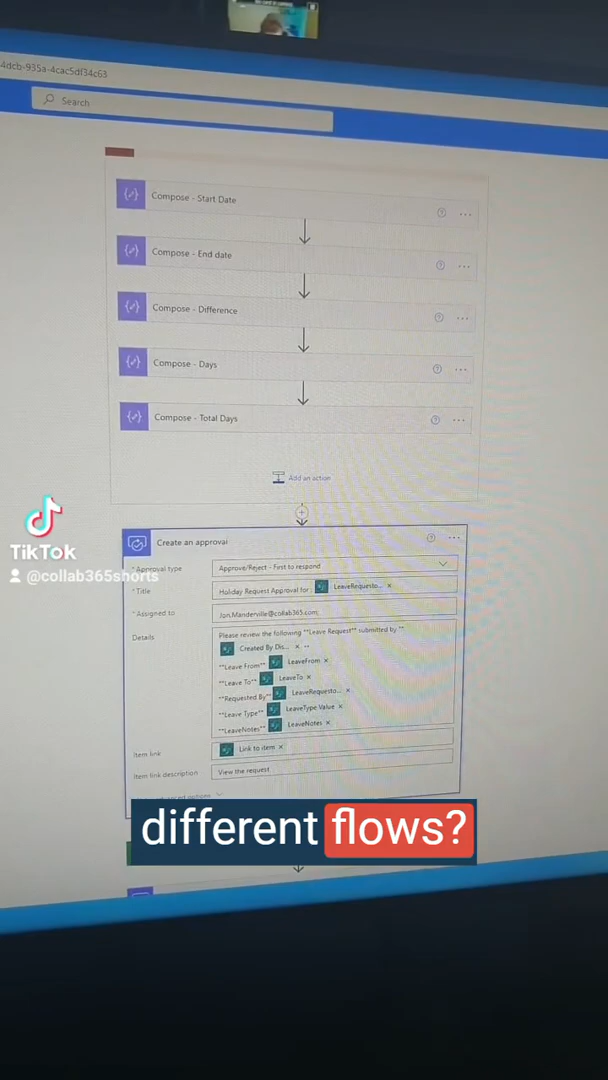 4dcb-935a-4cac5df34c63
Search
Compose - Start Date
Compose - End date
Compose - Difference
Compose - Days
Compose - Total Days
Add an action
Create an approval
* Approval type
Approve/Reject - First to respond
* Title
Holiday Request Approval for: LeaveRequesto... ×
* Assigned to
Jon.Manderville@collab365.com;
Details
Please review the following **Leave Request** submitted by **
Created By Dis... × **
**Leave From** LeaveFrom ×
**Leave To** LeaveTo ×
**Requested By** LeaveRequesto... ×
**Leave Type** LeaveType Value ×
**LeaveNotes** LeaveNotes ×
Item link
Link to item ×
Item link description
View the request
advanced options
TikTok
@collab365shorts
different flows?